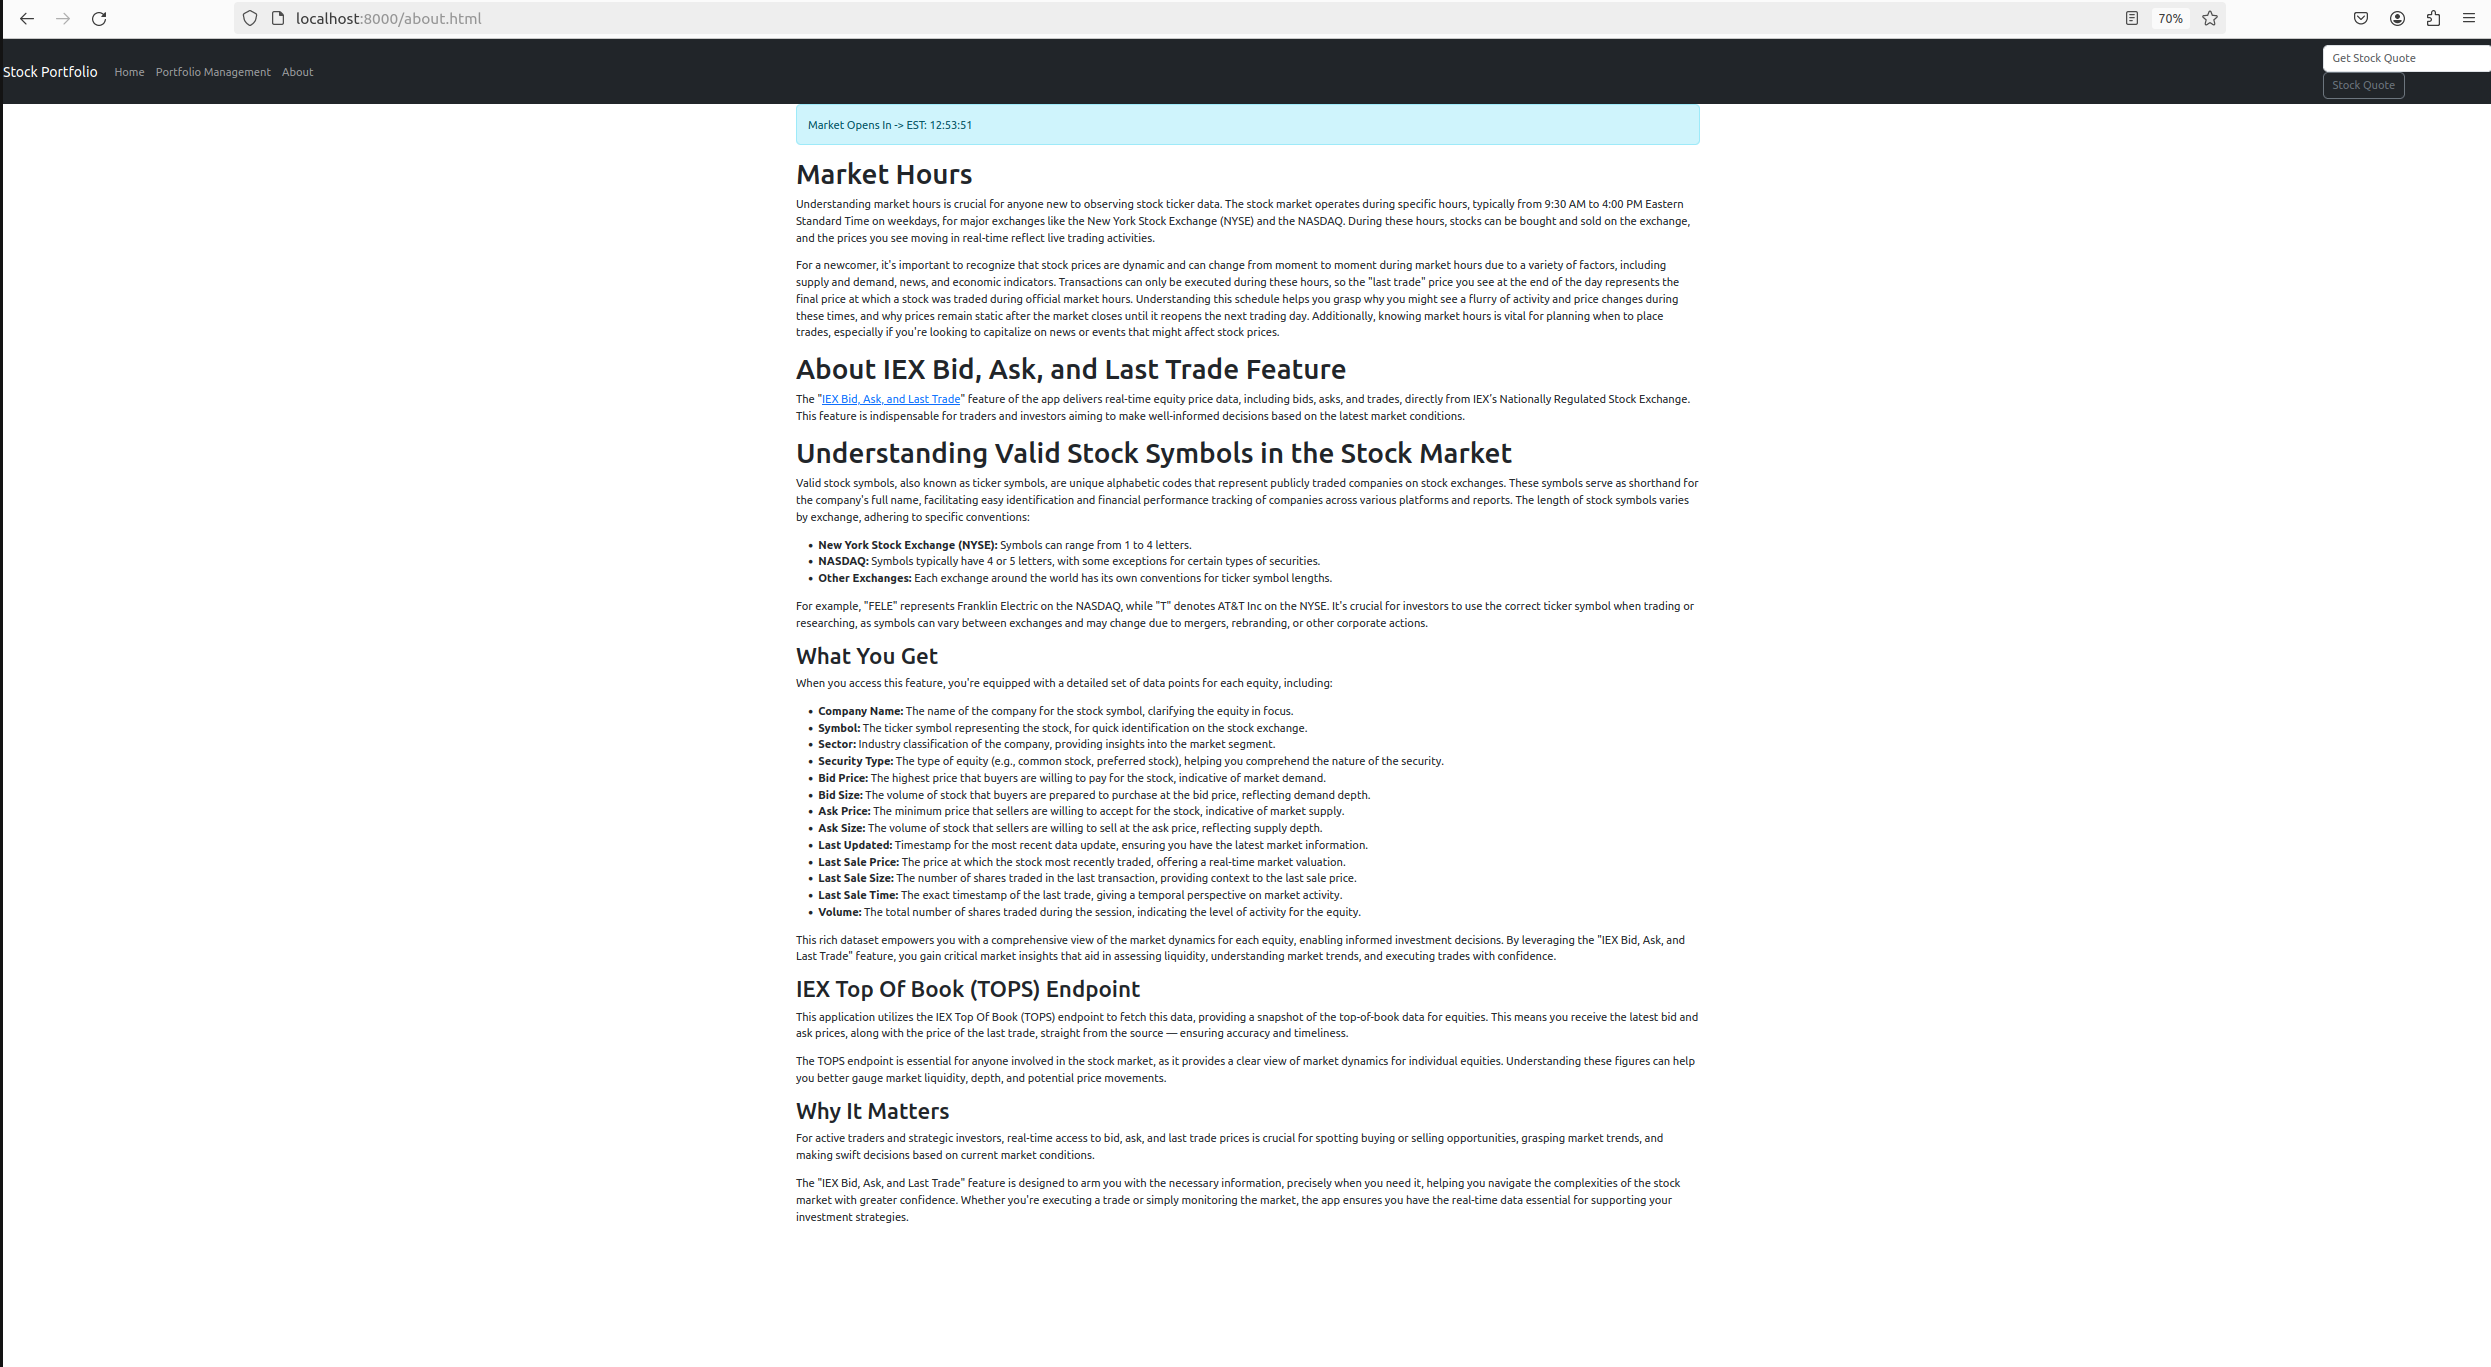 localhost:8000/about.html
70%
Stock Portfolio
Home
Portfolio Management
About
Get Stock Quote
Stock Quote
Market Opens In -> EST: 12:53:51
Market Hours
Understanding market hours is crucial for anyone new to observing stock ticker data. The stock market operates during specific hours, typically from 9:30 AM to 4:00 PM Eastern
Standard Time on weekdays, for major exchanges like the New York Stock Exchange (NYSE) and the NASDAQ. During these hours, stocks can be bought and sold on the exchange,
and the prices you see moving in real-time reflect live trading activities.
For a newcomer, it's important to recognize that stock prices are dynamic and can change from moment to moment during market hours due to a variety of factors, including
supply and demand, news, and economic indicators. Transactions can only be executed during these hours, so the "last trade" price you see at the end of the day represents the
final price at which a stock was traded during official market hours. Understanding this schedule helps you grasp why you might see a flurry of activity and price changes during
these times, and why prices remain static after the market closes until it reopens the next trading day. Additionally, knowing market hours is vital for planning when to place
trades, especially if you're looking to capitalize on news or events that might affect stock prices.
About IEX Bid, Ask, and Last Trade Feature
The "IEX Bid, Ask, and Last Trade" feature of the app delivers real-time equity price data, including bids, asks, and trades, directly from IEX's Nationally Regulated Stock Exchange.
This feature is indispensable for traders and investors aiming to make well-informed decisions based on the latest market conditions.
Understanding Valid Stock Symbols in the Stock Market
Valid stock symbols, also known as ticker symbols, are unique alphabetic codes that represent publicly traded companies on stock exchanges. These symbols serve as shorthand for
the company's full name, facilitating easy identification and financial performance tracking of companies across various platforms and reports. The length of stock symbols varies
by exchange, adhering to specific conventions:
• New York Stock Exchange (NYSE): Symbols can range from 1 to 4 letters.
• NASDAQ: Symbols typically have 4 or 5 letters, with some exceptions for certain types of securities.
• Other Exchanges: Each exchange around the world has its own conventions for ticker symbol lengths.
For example, "FELE" represents Franklin Electric on the NASDAQ, while "T" denotes AT&T Inc on the NYSE. It's crucial for investors to use the correct ticker symbol when trading or
researching, as symbols can vary between exchanges and may change due to mergers, rebranding, or other corporate actions.
What You Get
When you access this feature, you're equipped with a detailed set of data points for each equity, including:
• Company Name: The name of the company for the stock symbol, clarifying the equity in focus.
• Symbol: The ticker symbol representing the stock, for quick identification on the stock exchange.
• Sector: Industry classification of the company, providing insights into the market segment.
• Security Type: The type of equity (e.g., common stock, preferred stock), helping you comprehend the nature of the security.
• Bid Price: The highest price that buyers are willing to pay for the stock, indicative of market demand.
• Bid Size: The volume of stock that buyers are prepared to purchase at the bid price, reflecting demand depth.
• Ask Price: The minimum price that sellers are willing to accept for the stock, indicative of market supply.
• Ask Size: The volume of stock that sellers are willing to sell at the ask price, reflecting supply depth.
• Last Updated: Timestamp for the most recent data update, ensuring you have the latest market information.
• Last Sale Price: The price at which the stock most recently traded, offering a real-time market valuation.
• Last Sale Size: The number of shares traded in the last transaction, providing context to the last sale price.
• Last Sale Time: The exact timestamp of the last trade, giving a temporal perspective on market activity.
• Volume: The total number of shares traded during the session, indicating the level of activity for the equity.
This rich dataset empowers you with a comprehensive view of the market dynamics for each equity, enabling informed investment decisions. By leveraging the "IEX Bid, Ask, and
Last Trade" feature, you gain critical market insights that aid in assessing liquidity, understanding market trends, and executing trades with confidence.
IEX Top Of Book (TOPS) Endpoint
This application utilizes the IEX Top Of Book (TOPS) endpoint to fetch this data, providing a snapshot of the top-of-book data for equities. This means you receive the latest bid and
ask prices, along with the price of the last trade, straight from the source — ensuring accuracy and timeliness.
The TOPS endpoint is essential for anyone involved in the stock market, as it provides a clear view of market dynamics for individual equities. Understanding these figures can help
you better gauge market liquidity, depth, and potential price movements.
Why It Matters
For active traders and strategic investors, real-time access to bid, ask, and last trade prices is crucial for spotting buying or selling opportunities, grasping market trends, and
making swift decisions based on current market conditions.
The "IEX Bid, Ask, and Last Trade" feature is designed to arm you with the necessary information, precisely when you need it, helping you navigate the complexities of the stock
market with greater confidence. Whether you're executing a trade or simply monitoring the market, the app ensures you have the real-time data essential for supporting your
investment strategies.